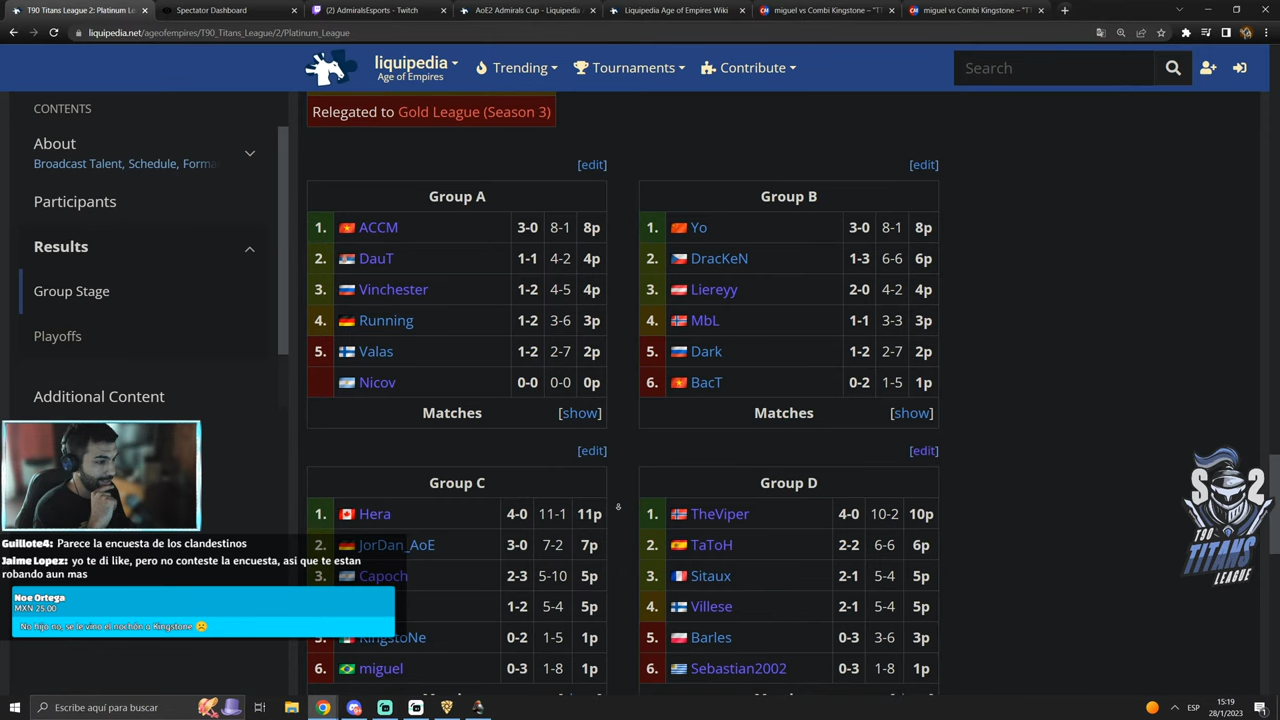 T90 Titans League 2: Platinum Le
Spectator Dashboard
(2) AdmiralsEsports - Twitch
AoE2 Admirals Cup - Liquipedia
Liquipedia Age of Empires Wiki
miguel vs Combi Kingstone - "T
miguel vs Combi Kingstone - "T
liquipedia.net/ageofempires/T90_Titans_League/2/Platinum_League
liquipedia
Age of Empires
Trending
Tournaments
Contribute
Search
CONTENTS
About
Broadcast Talent, Schedule, Forma
Participants
Results
Group Stage
Playoffs
Additional Content
Relegated to Gold League (Season 3)
[edit]
Group A
1. ACCM 3-0 8-1 8p
2. DauT 1-1 4-2 4p
3. Vinchester 1-2 4-5 4p
4. Running 1-2 3-6 3p
5. Valas 1-2 2-7 2p
Nicov 0-0 0-0 0p
Matches [show]
[edit]
Group B
1. Yo 3-0 8-1 8p
2. DracKeN 1-3 6-6 6p
3. Liereyy 2-0 4-2 4p
4. MbL 1-1 3-3 3p
5. Dark 1-2 2-7 2p
6. BacT 0-2 1-5 1p
Matches [show]
[edit]
Group C
1. Hera 4-0 11-1 11p
2. JorDan_AoE 3-0 7-2 7p
3. Capoch 2-3 5-10 5p
1-2 5-4 5p
KingstoNe 0-2 1-5 1p
6. miguel 0-3 1-8 1p
[edit]
Group D
1. TheViper 4-0 10-2 10p
2. TaToH 2-2 6-6 6p
3. Sitaux 2-1 5-4 5p
4. Villese 2-1 5-4 5p
5. Barles 0-3 3-6 3p
6. Sebastian2002 0-3 1-8 1p
Guillote4: Parece la encuesta de los clandestinos
Jaime Lopez: yo te di like, pero no conteste la encuesta, asi que te estan
robando aun mas
Noe Ortega
MXN 25.00
No hijo no, se le vino el nochón a Kingstone
S 2
T90
TITANS
LEAGUE
Escribe aquí para buscar
ESP
15:19
28/1/2023